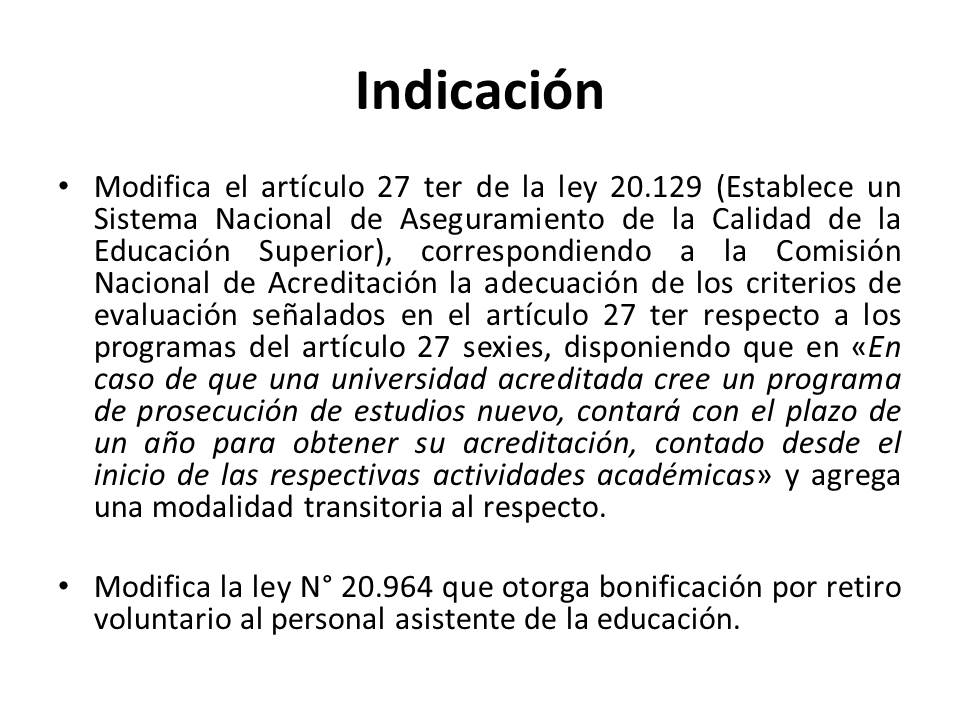 Indicación
• Modifica el artículo 27 ter de la ley 20.129 (Establece un
Sistema Nacional de Aseguramiento de la Calidad de la
Educación Superior), correspondiendo a la Comisión
Nacional de Acreditación la adecuación de los criterios de
evaluación señalados en el artículo 27 ter respecto a los
programas del artículo 27 sexies, disponiendo que en «En
caso de que una universidad acreditada cree un programa
de prosecución de estudios nuevo, contará con el plazo de
un año para obtener su acreditación, contado desde el
inicio de las respectivas actividades académicas» y agrega
una modalidad transitoria al respecto.
• Modifica la ley N° 20.964 que otorga bonificación por retiro
voluntario al personal asistente de la educación.